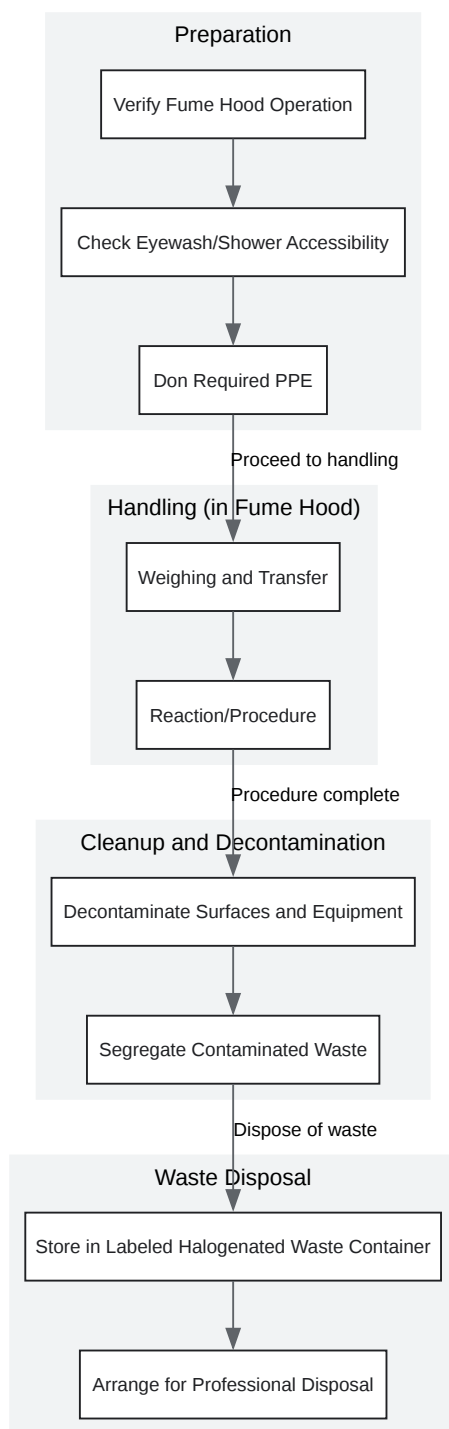 Preparation
Verify Fume Hood Operation
Check Eyewash/Shower Accessibility
Don Required PPE
Proceed to handling
Handling (in Fume Hood)
Weighing and Transfer
Reaction/Procedure
Procedure complete
Cleanup and Decontamination
Decontaminate Surfaces and Equipment
Segregate Contaminated Waste
Dispose of waste
Waste Disposal
Store in Labeled Halogenated Waste Container
Arrange for Professional Disposal